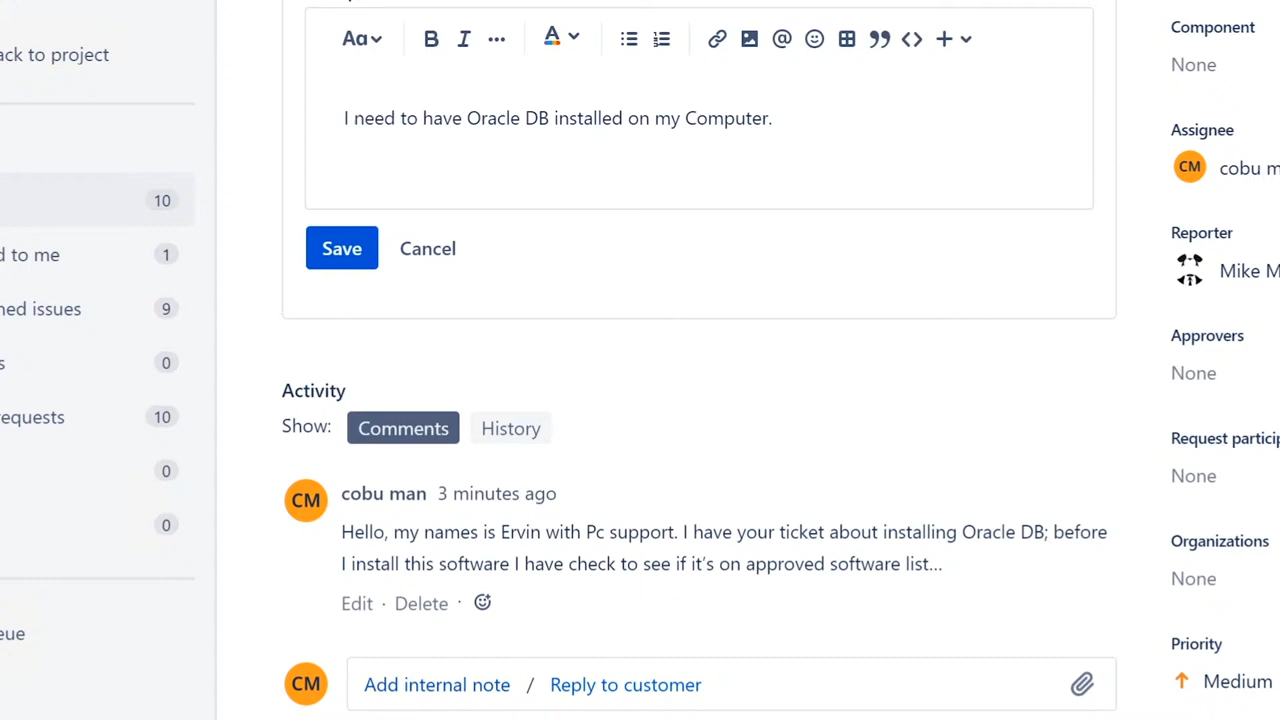 Aa
B I
A
@
Component
ack to project
None
I need to have Oracle DB installed on my Computer.
Assignee
CM
cobu m
10
Reporter
Save Cancel
d to me 1
Mike M
ned issues 9
Approvers
s 0
None
Activity
equests 10
Show: Comments History
Request particip
0
None
CM
cobu man 3 minutes ago
0
Hello, my names is Ervin with Pc support. I have your ticket about installing Oracle DB; before
I install this software I have check to see if it's on approved software list...
Organizations
None
Edit · Delete ·
eue
Priority
CM
Add internal note / Reply to customer
Medium